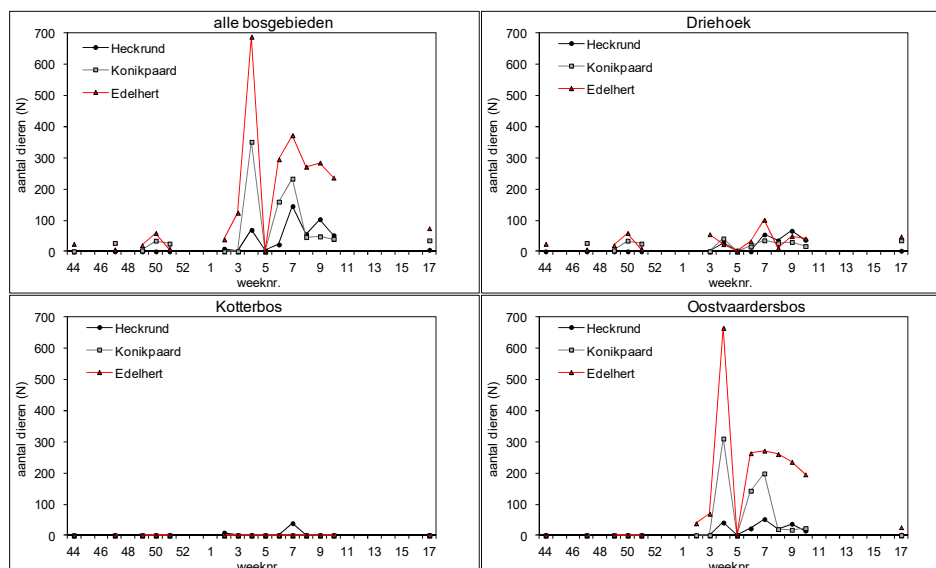 alle bosgebieden
700
600
500
400
300
200
100
0
aantal dieren (N)
Heckrund
Konikpaard
Edelhert
44 46 48 50 52 1 3 5 7 9 11 13 15 17
weeknr.
Driehoek
700
600
500
400
300
200
100
0
aantal dieren (N)
Heckrund
Konikpaard
Edelhert
44 46 48 50 52 1 3 5 7 9 11 13 15 17
weeknr.
Kotterbos
700
600
500
400
300
200
100
0
aantal dieren (N)
Heckrund
Konikpaard
Edelhert
44 46 48 50 52 1 3 5 7 9 11 13 15 17
weeknr.
Oostvaardersbos
700
600
500
400
300
200
100
0
aantal dieren (N)
Heckrund
Konikpaard
Edelhert
44 46 48 50 52 1 3 5 7 9 11 13 15 17
weeknr.